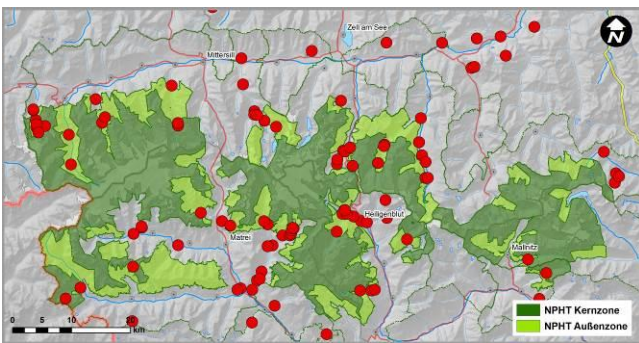 Zell am See
N
Mittersill
Heiligenblut
Matrei
Mallnitz
NPHT Kernzone
NPHT Außenzone
0 5 10 20
km